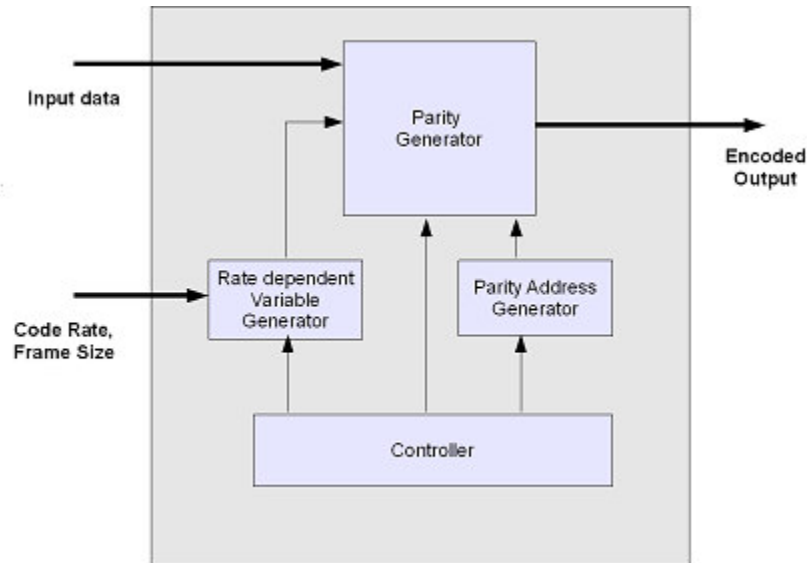 Input data
Parity
Generator
Encoded
Output
Rate dependent
Variable
Generator
Parity Address
Generator
Code Rate,
Frame Size
Controller